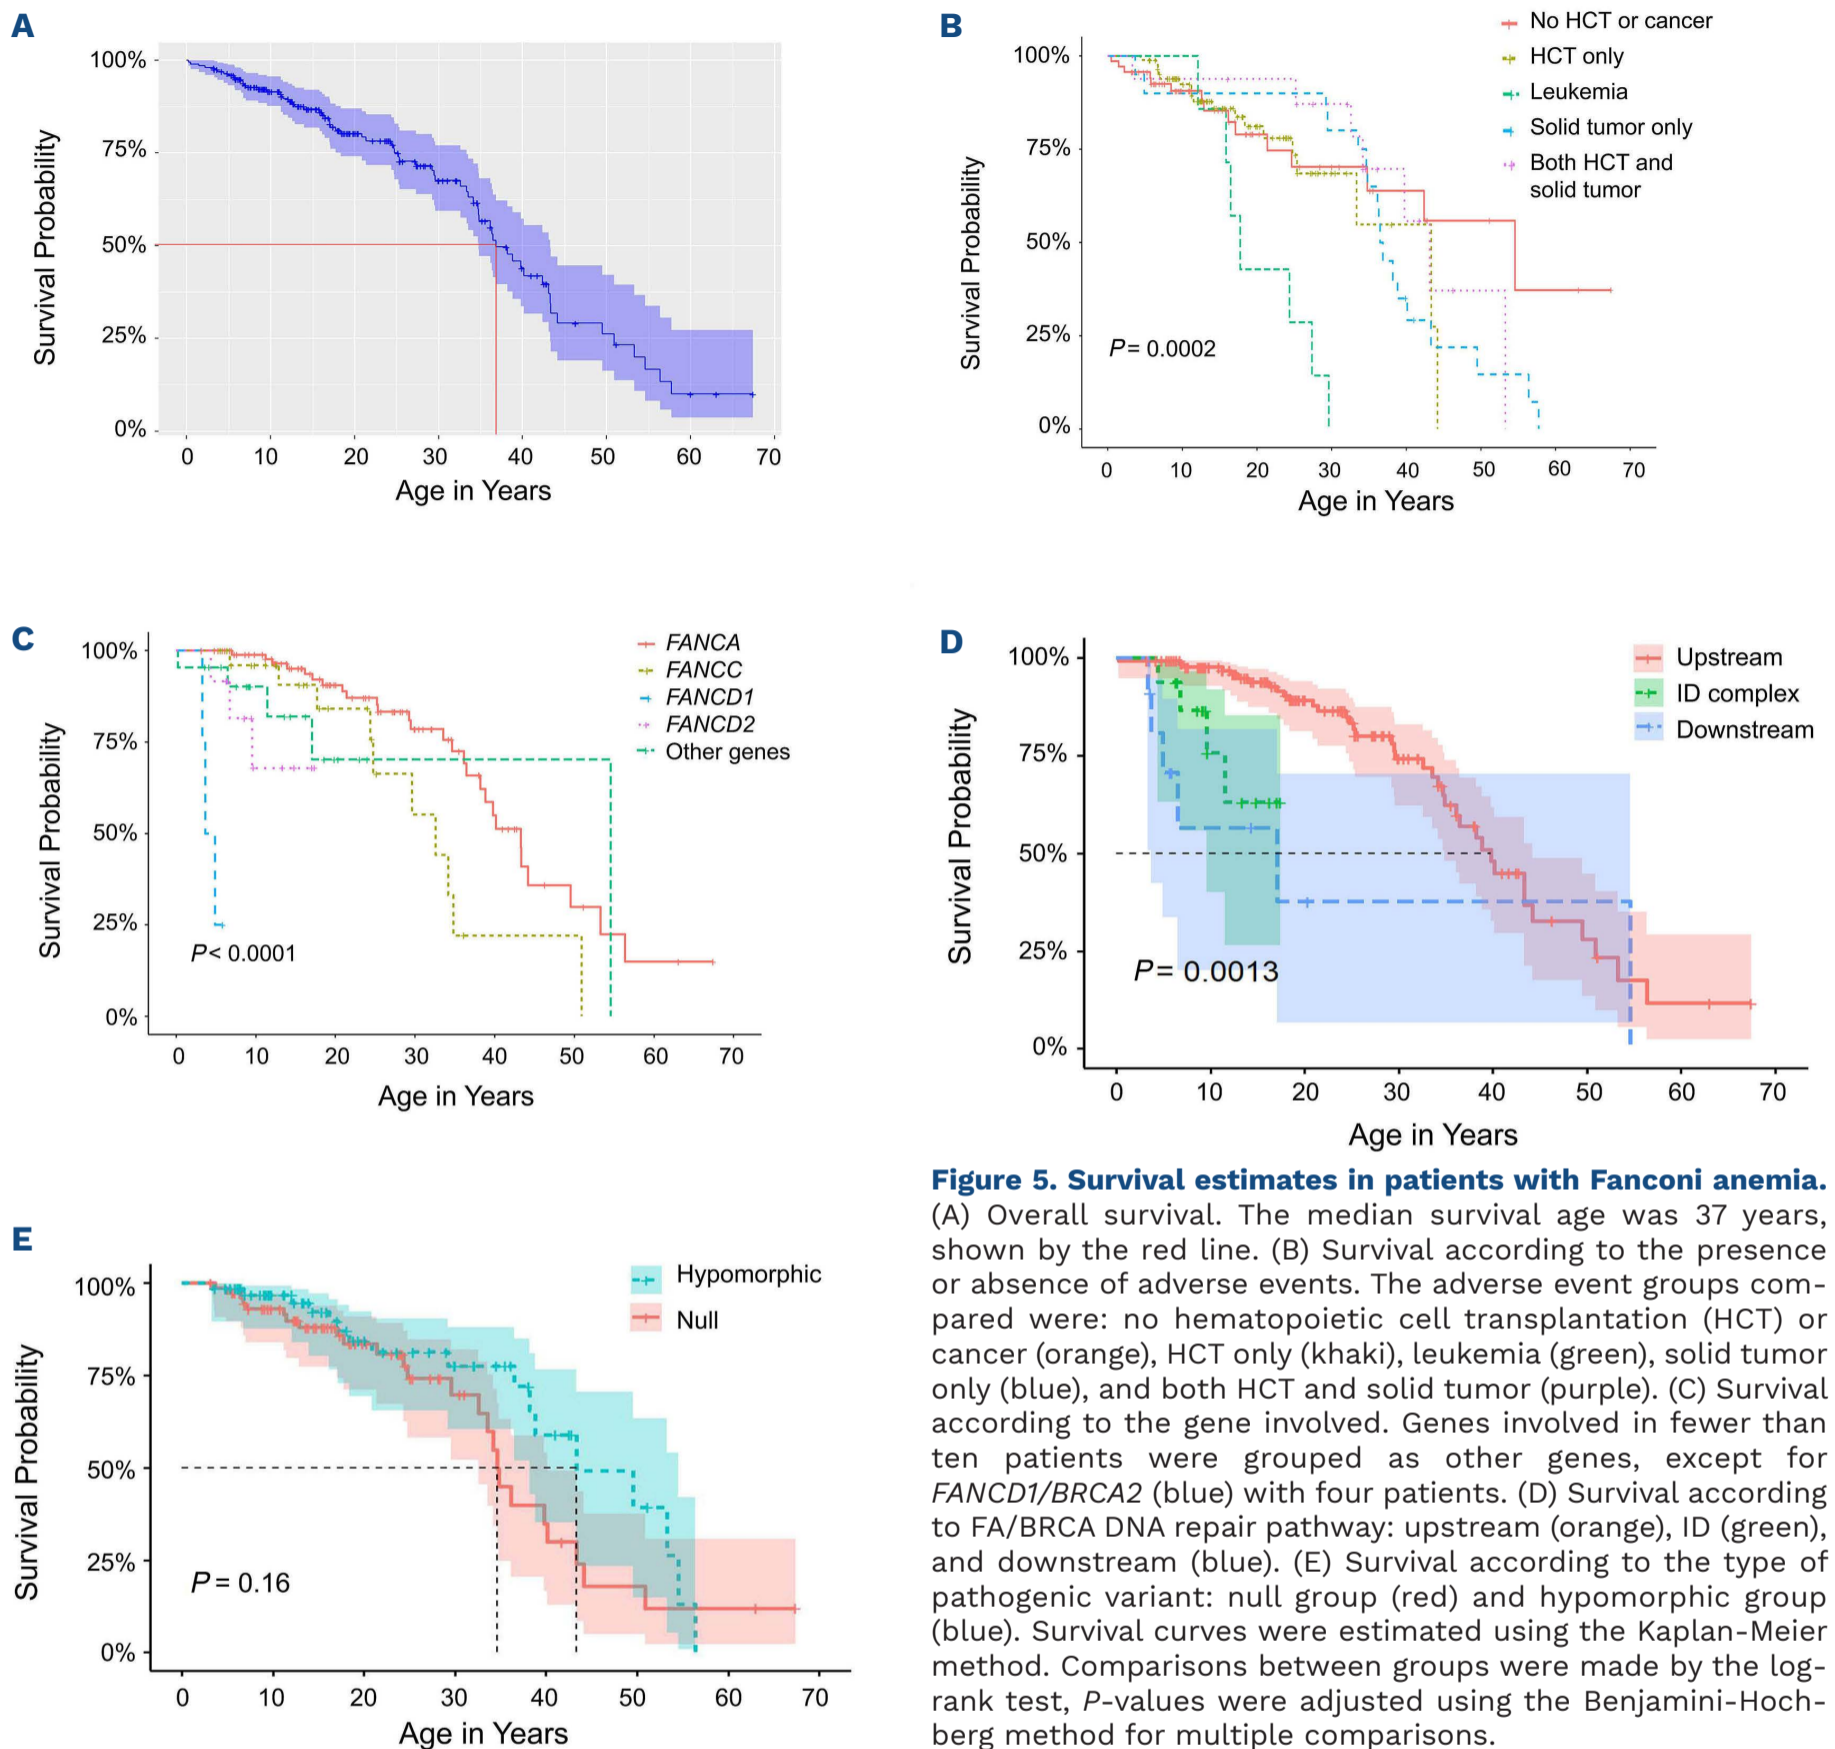 A
100%
75%
50%
25%
0%
Survival Probability
0 10 20 30 40 50 60 70
Age in Years
B
No HCT or cancer
HCT only
Leukemia
Solid tumor only
Both HCT and
solid tumor
100%
75%
50%
25%
0%
Survival Probability
P = 0.0002
0 10 20 30 40 50 60 70
Age in Years
C
FANCA
FANCC
FANCD1
FANCD2
Other genes
100%
75%
50%
25%
0%
Survival Probability
P < 0.0001
0 10 20 30 40 50 60 70
Age in Years
D
Upstream
ID complex
Downstream
100%
75%
50%
25%
0%
Survival Probability
P = 0.0013
0 10 20 30 40 50 60 70
Age in Years
E
Hypomorphic
Null
100%
75%
50%
25%
0%
Survival Probability
P = 0.16
0 10 20 30 40 50 60 70
Age in Years
Figure 5. Survival estimates in patients with Fanconi anemia.
(A) Overall survival. The median survival age was 37 years,
shown by the red line. (B) Survival according to the presence
or absence of adverse events. The adverse event groups com-
pared were: no hematopoietic cell transplantation (HCT) or
cancer (orange), HCT only (khaki), leukemia (green), solid tumor
only (blue), and both HCT and solid tumor (purple). (C) Survival
according to the gene involved. Genes involved in fewer than
ten patients were grouped as other genes, except for
FANCD1/BRCA2 (blue) with four patients. (D) Survival according
to FA/BRCA DNA repair pathway: upstream (orange), ID (green),
and downstream (blue). (E) Survival according to the type of
pathogenic variant: null group (red) and hypomorphic group
(blue). Survival curves were estimated using the Kaplan-Meier
method. Comparisons between groups were made by the log-
rank test, P-values were adjusted using the Benjamini-Hoch-
berg method for multiple comparisons.